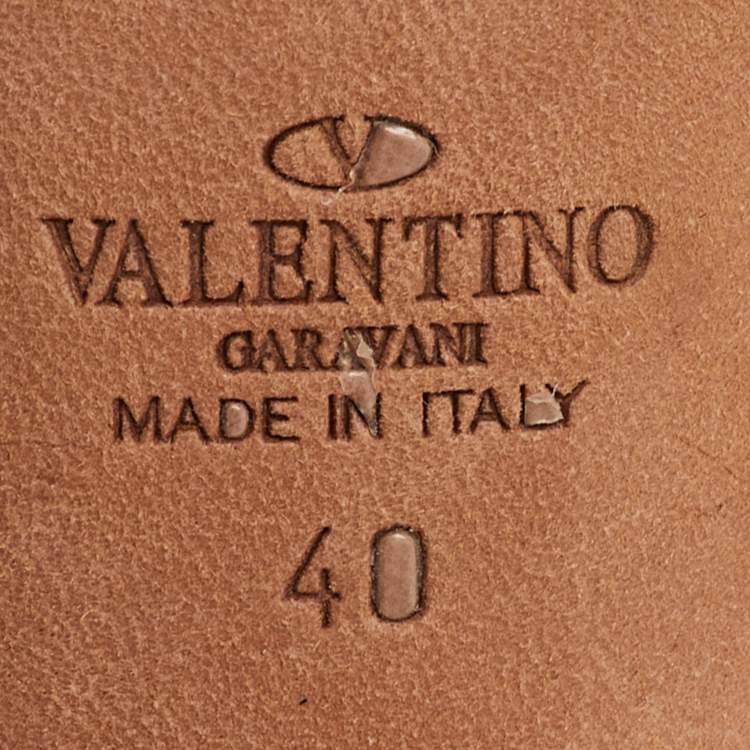 V
VALENTINO
GARAVANI
MADE IN ITALY
40